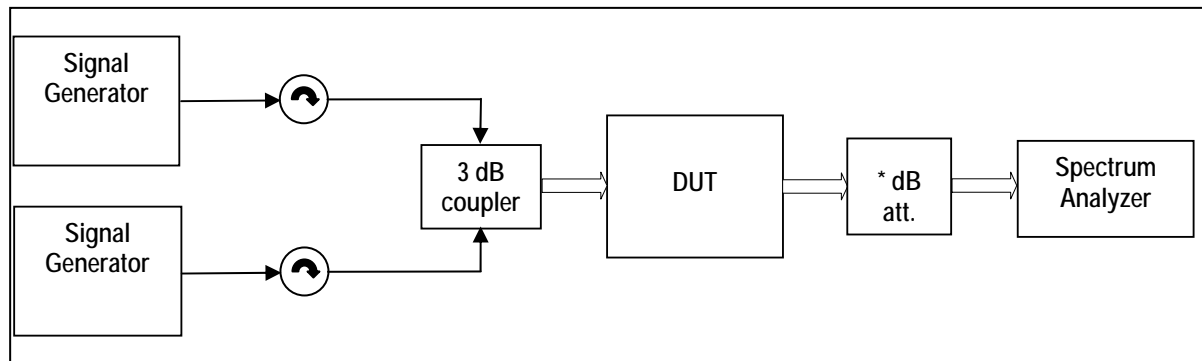 Signal
Generator
3 dB
coupler
DUT
* dB
att.
Spectrum
Analyzer
Signal
Generator